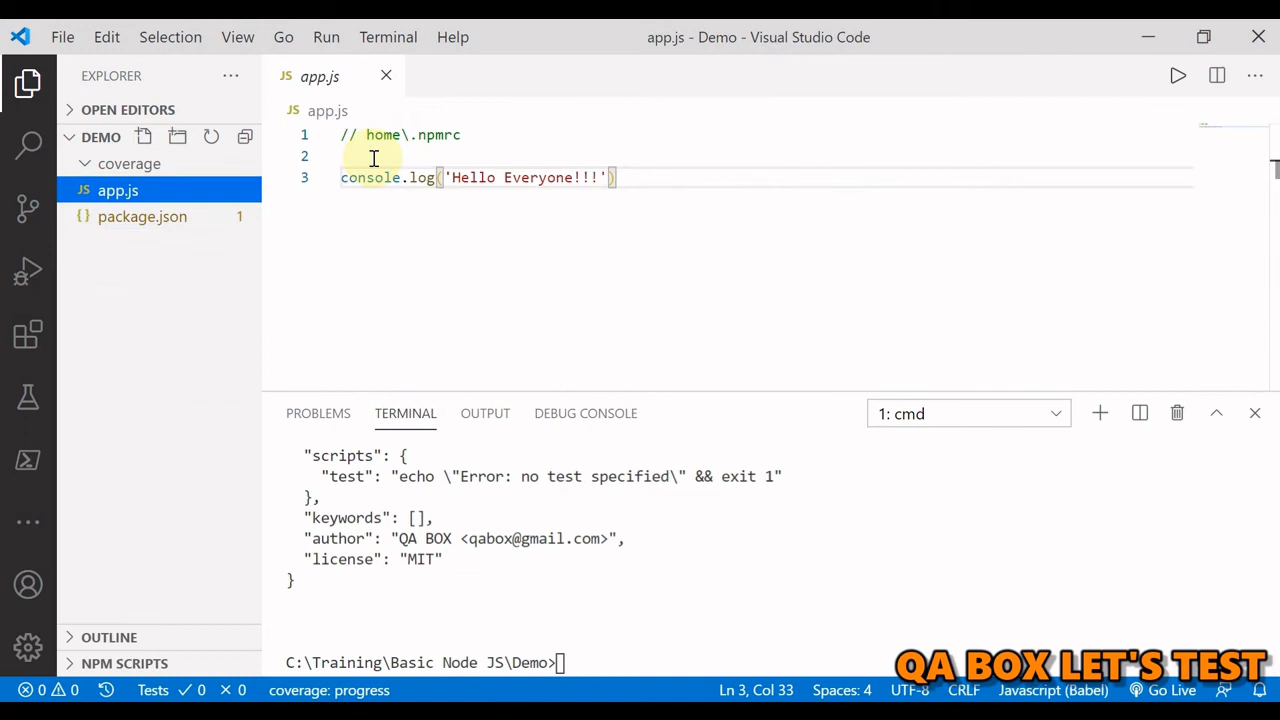 File Edit Selection View Go Run Terminal Help
app.js - Demo - Visual Studio Code
EXPLORER
OPEN EDITORS
DEMO
coverage
JS app.js
{} package.json 1
OUTLINE
NPM SCRIPTS
JS app.js
JS app.js
1 // home\.npmrc
2
3 console.log('Hello Everyone!!!')
PROBLEMS TERMINAL OUTPUT DEBUG CONSOLE
1: cmd
"scripts": {
"test": "echo \"Error: no test specified\" && exit 1"
},
"keywords": [],
"author": "QA BOX <qabox@gmail.com>",
"license": "MIT"
}
C:\Training\Basic Node JS\Demo>
QA BOX LET'S TEST
0 0 Tests 0 0 coverage: progress Ln 3, Col 33 Spaces: 4 UTF-8 CRLF Javascript (Babel) Go Live